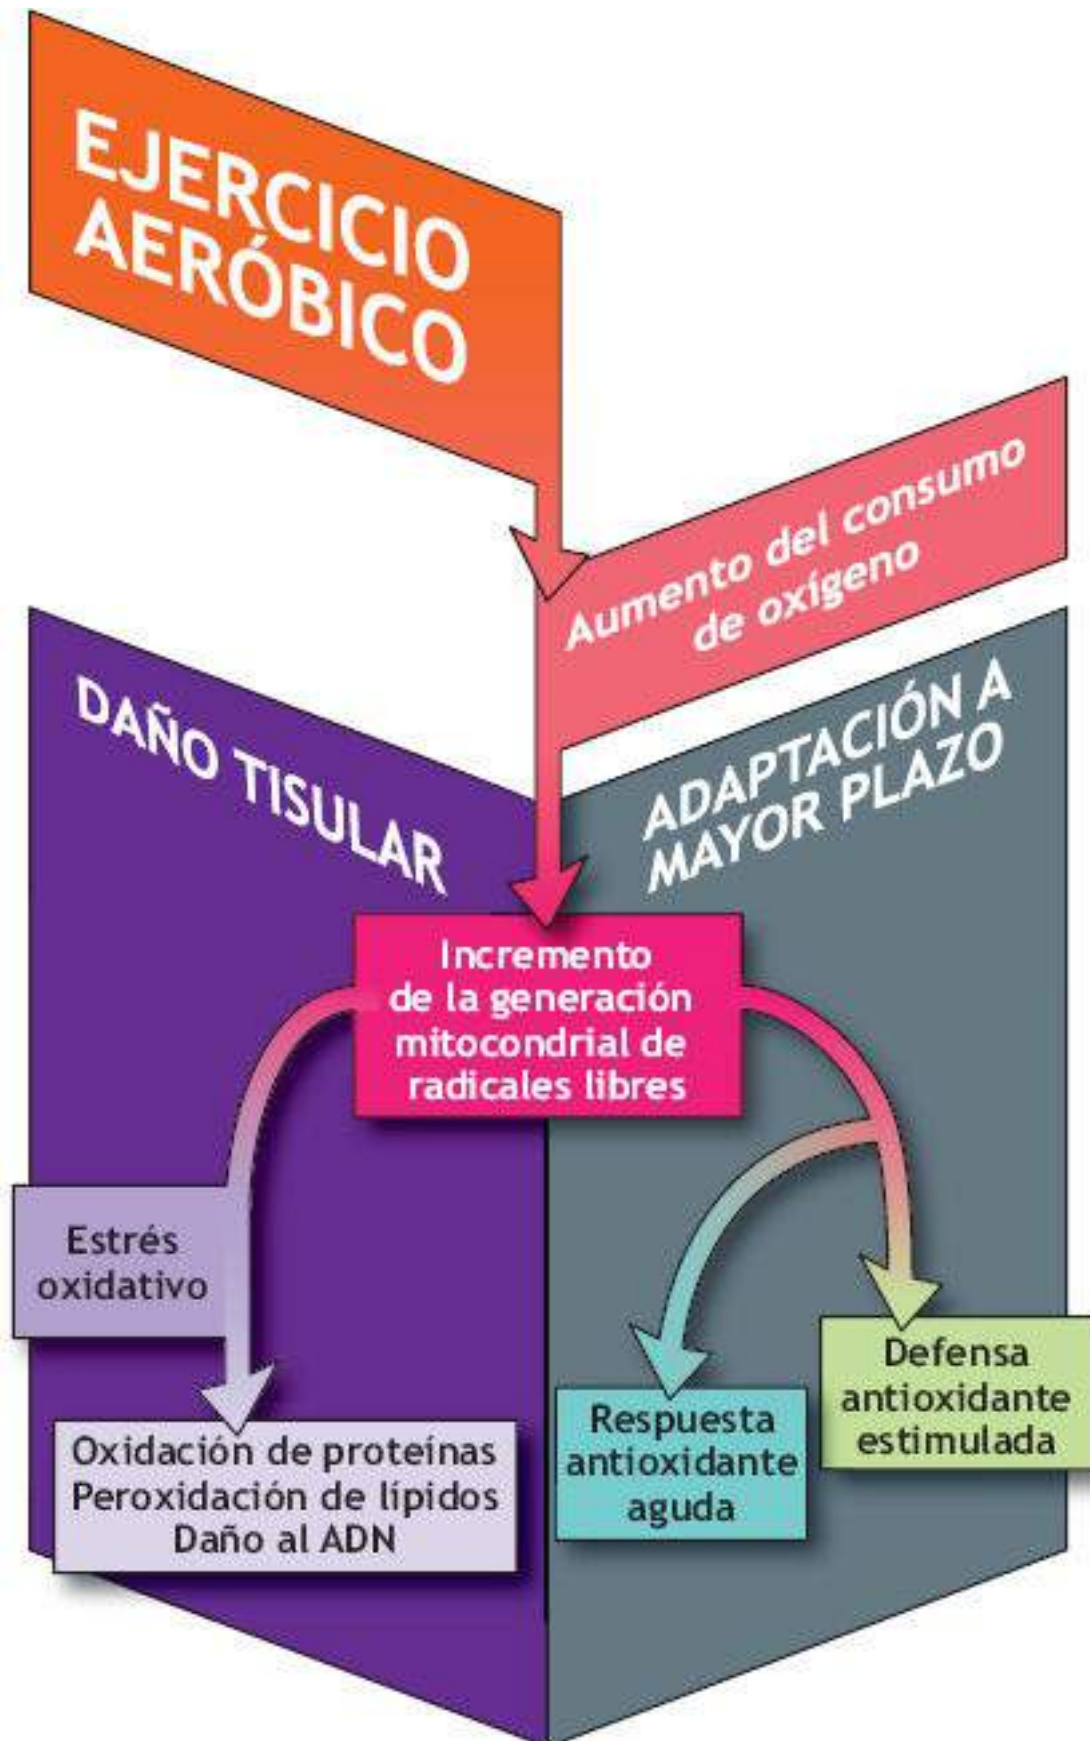 EJERCICIO
AERÓBICO
Aumento del consumo
de oxígeno
DAÑO TISULAR
ADAPTACIÓN A
MAYOR PLAZO
Incremento
de la generación
mitocondrial de
radicales libres
Estrés
oxidativo
Oxidación de proteínas
Peroxidación de lípidos
Daño al ADN
Respuesta
antioxidante
aguda
Defensa
antioxidante
estimulada